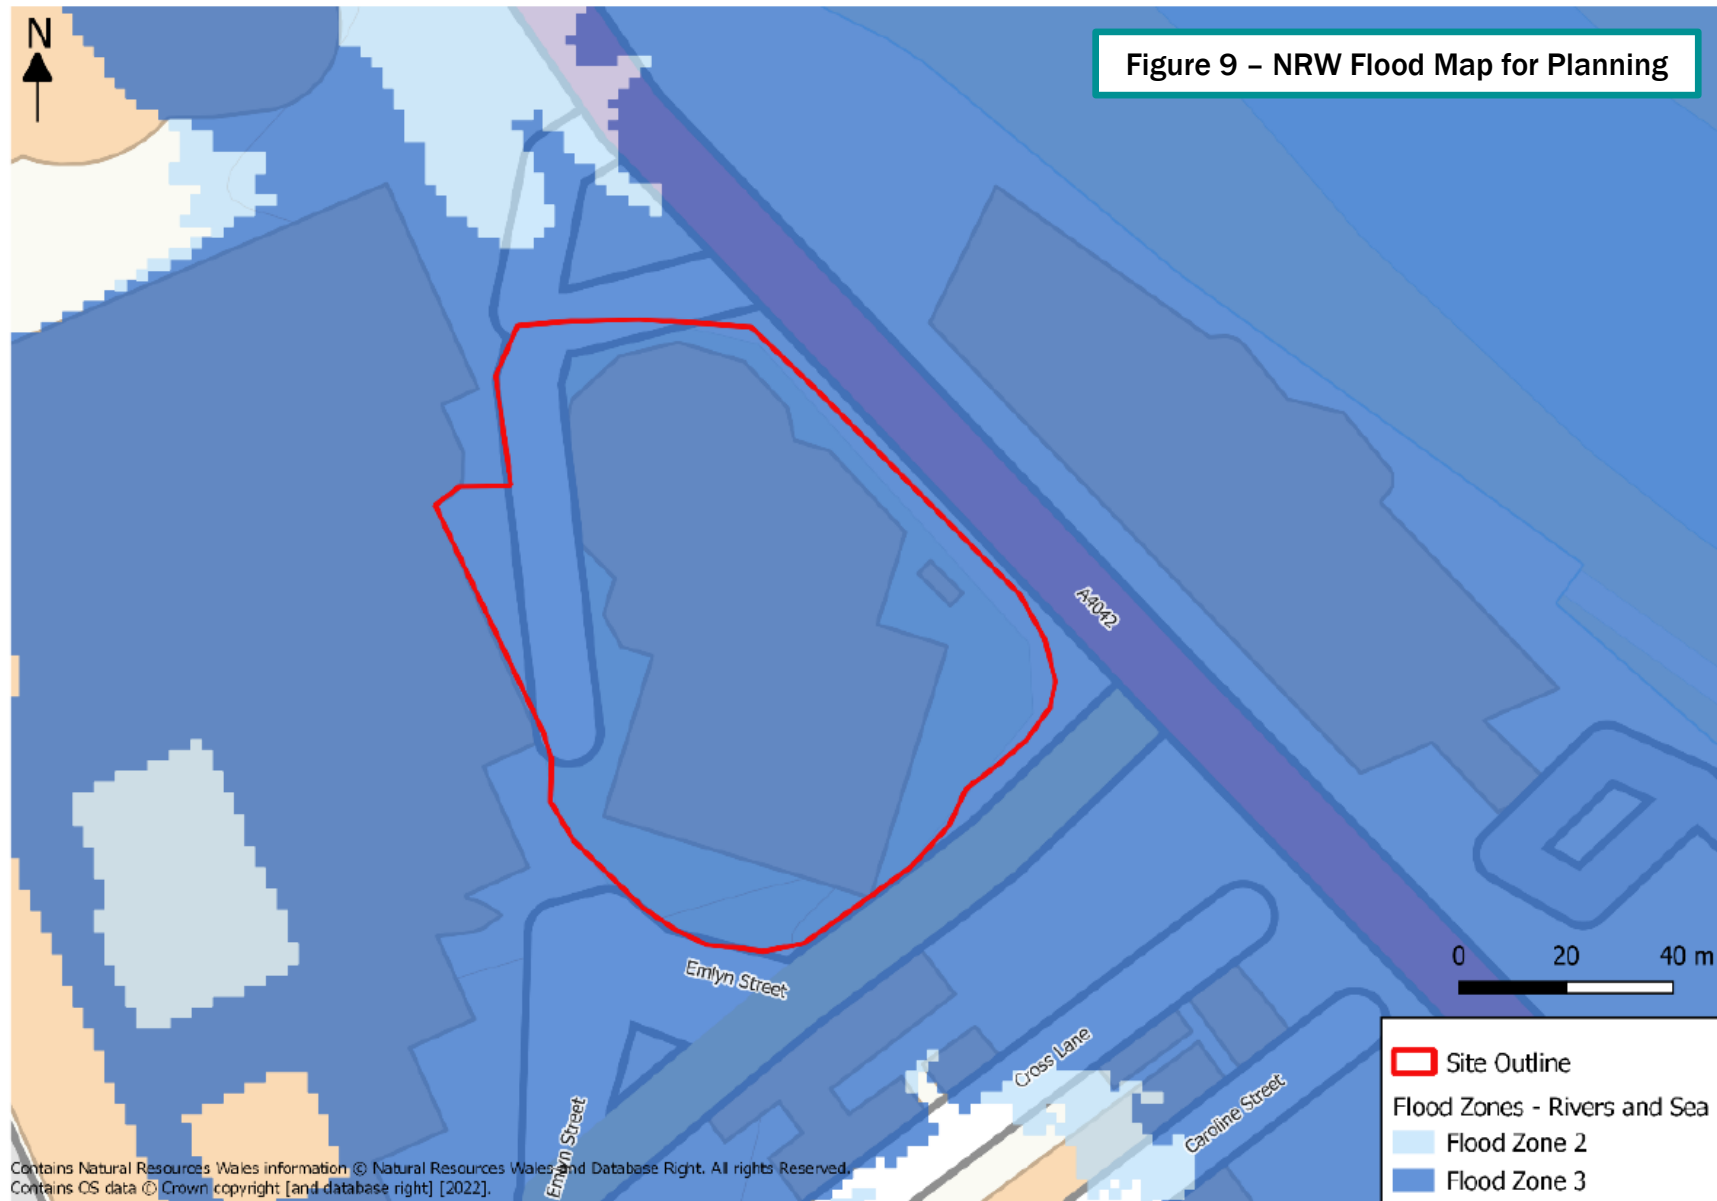 N
Figure 9 – NRW Flood Map for Planning
A4042
Emlyn Street
Emlyn Street
Cross Lane
Caroline Street
0 20 40 m
Site Outline
Flood Zones - Rivers and Sea
Flood Zone 2
Flood Zone 3
Contains Natural Resources Wales information © Natural Resources Wales and Database Right. All rights Reserved.
Contains OS data © Crown copyright [and database right] [2022].